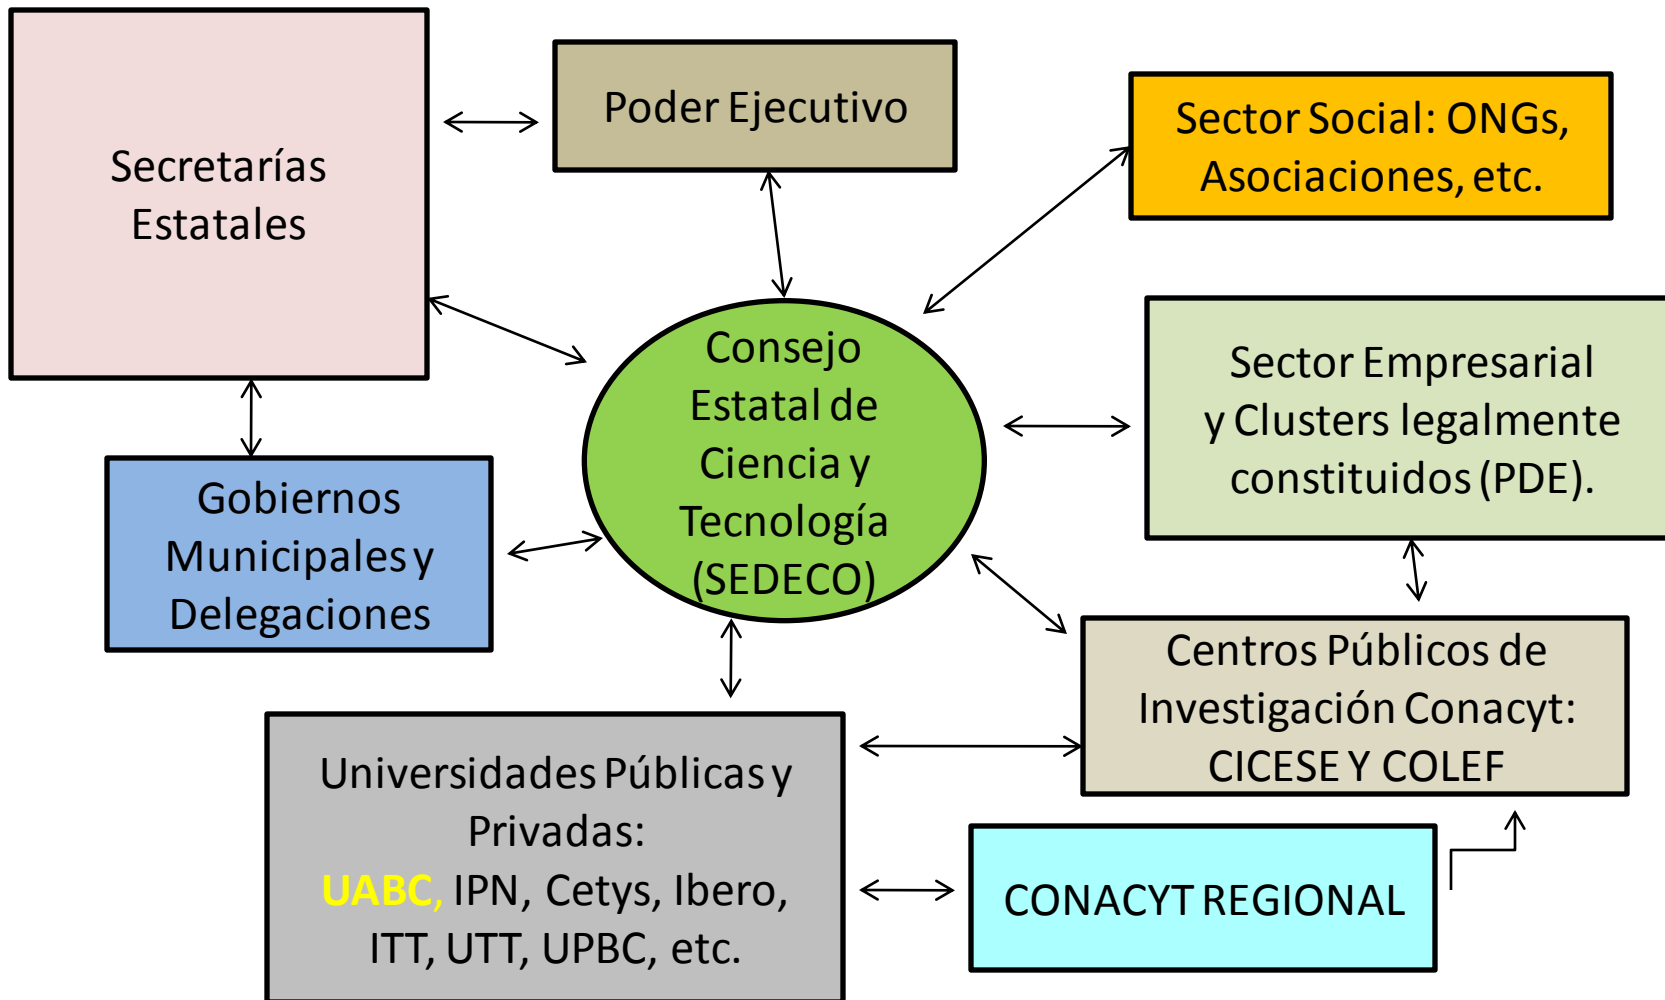 Secretarías
Estatales
Poder Ejecutivo
Sector Social: ONGs,
Asociaciones, etc.
Consejo
Estatal de
Ciencia y
Tecnología
(SEDECO)
Sector Empresarial
y Clusters legalmente
constituidos (PDE).
Gobiernos
Municipales y
Delegaciones
Centros Públicos de
Investigación Conacyt:
CICESE Y COLEF
Universidades Públicas y
Privadas:
UABC, IPN, Cetys, Ibero,
ITT, UTT, UPBC, etc.
CONACYT REGIONAL